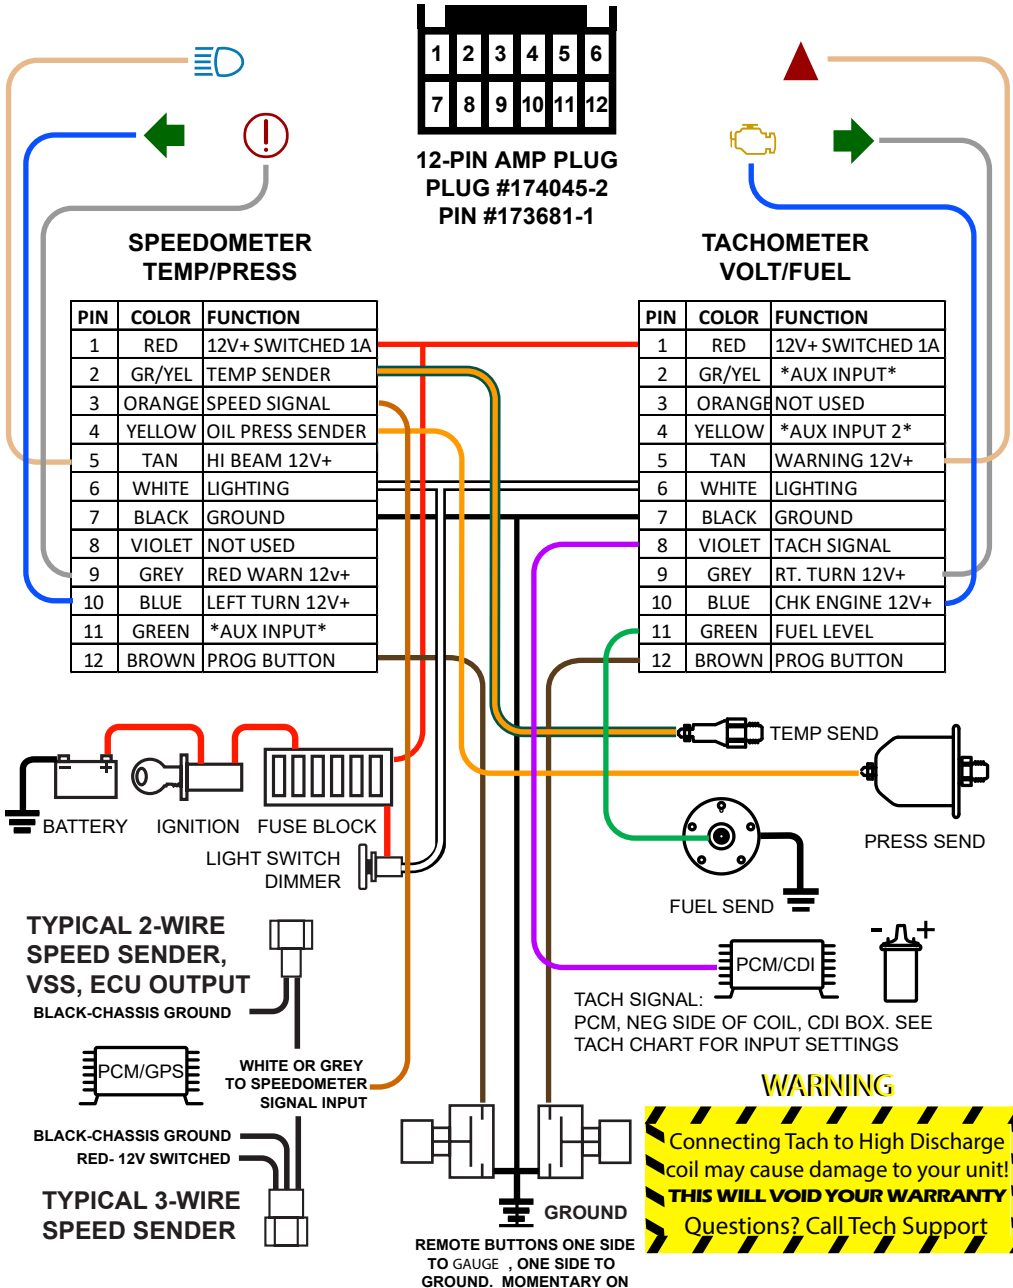 1 2 3 4 5 6
7 8 9 10 11 12
12-PIN AMP PLUG
PLUG #174045-2
PIN #173681-1
SPEEDOMETER
TEMP/PRESS
PIN COLOR FUNCTION
1 RED 12V+ SWITCHED 1A
2 GR/YEL TEMP SENDER
3 ORANGE SPEED SIGNAL
4 YELLOW OIL PRESS SENDER
5 TAN HI BEAM 12V+
6 WHITE LIGHTING
7 BLACK GROUND
8 VIOLET NOT USED
9 GREY RED WARN 12v+
10 BLUE LEFT TURN 12V+
11 GREEN *AUX INPUT*
12 BROWN PROG BUTTON
TACHOMETER
VOLT/FUEL
PIN COLOR FUNCTION
1 RED 12V+ SWITCHED 1A
2 GR/YEL *AUX INPUT*
3 ORANGE NOT USED
4 YELLOW *AUX INPUT 2*
5 TAN WARNING 12V+
6 WHITE LIGHTING
7 BLACK GROUND
8 VIOLET TACH SIGNAL
9 GREY RT. TURN 12V+
10 BLUE CHK ENGINE 12V+
11 GREEN FUEL LEVEL
12 BROWN PROG BUTTON
TEMP SEND
- +
BATTERY
IGNITION
FUSE BLOCK
PRESS SEND
LIGHT SWITCH
DIMMER
FUEL SEND
TYPICAL 2-WIRE
SPEED SENDER,
VSS, ECU OUTPUT
BLACK-CHASSIS GROUND
- +
PCM/CDI
TACH SIGNAL:
PCM, NEG SIDE OF COIL, CDI BOX. SEE
TACH CHART FOR INPUT SETTINGS
PCM/GPS
WHITE OR GREY
TO SPEEDOMETER
SIGNAL INPUT
BLACK-CHASSIS GROUND
RED- 12V SWITCHED
TYPICAL 3-WIRE
SPEED SENDER
WARNING
Connecting Tach to High Discharge
coil may cause damage to your unit!
THIS WILL VOID YOUR WARRANTY
Questions? Call Tech Support
GROUND
REMOTE BUTTONS ONE SIDE
TO GAUGE , ONE SIDE TO
GROUND. MOMENTARY ON